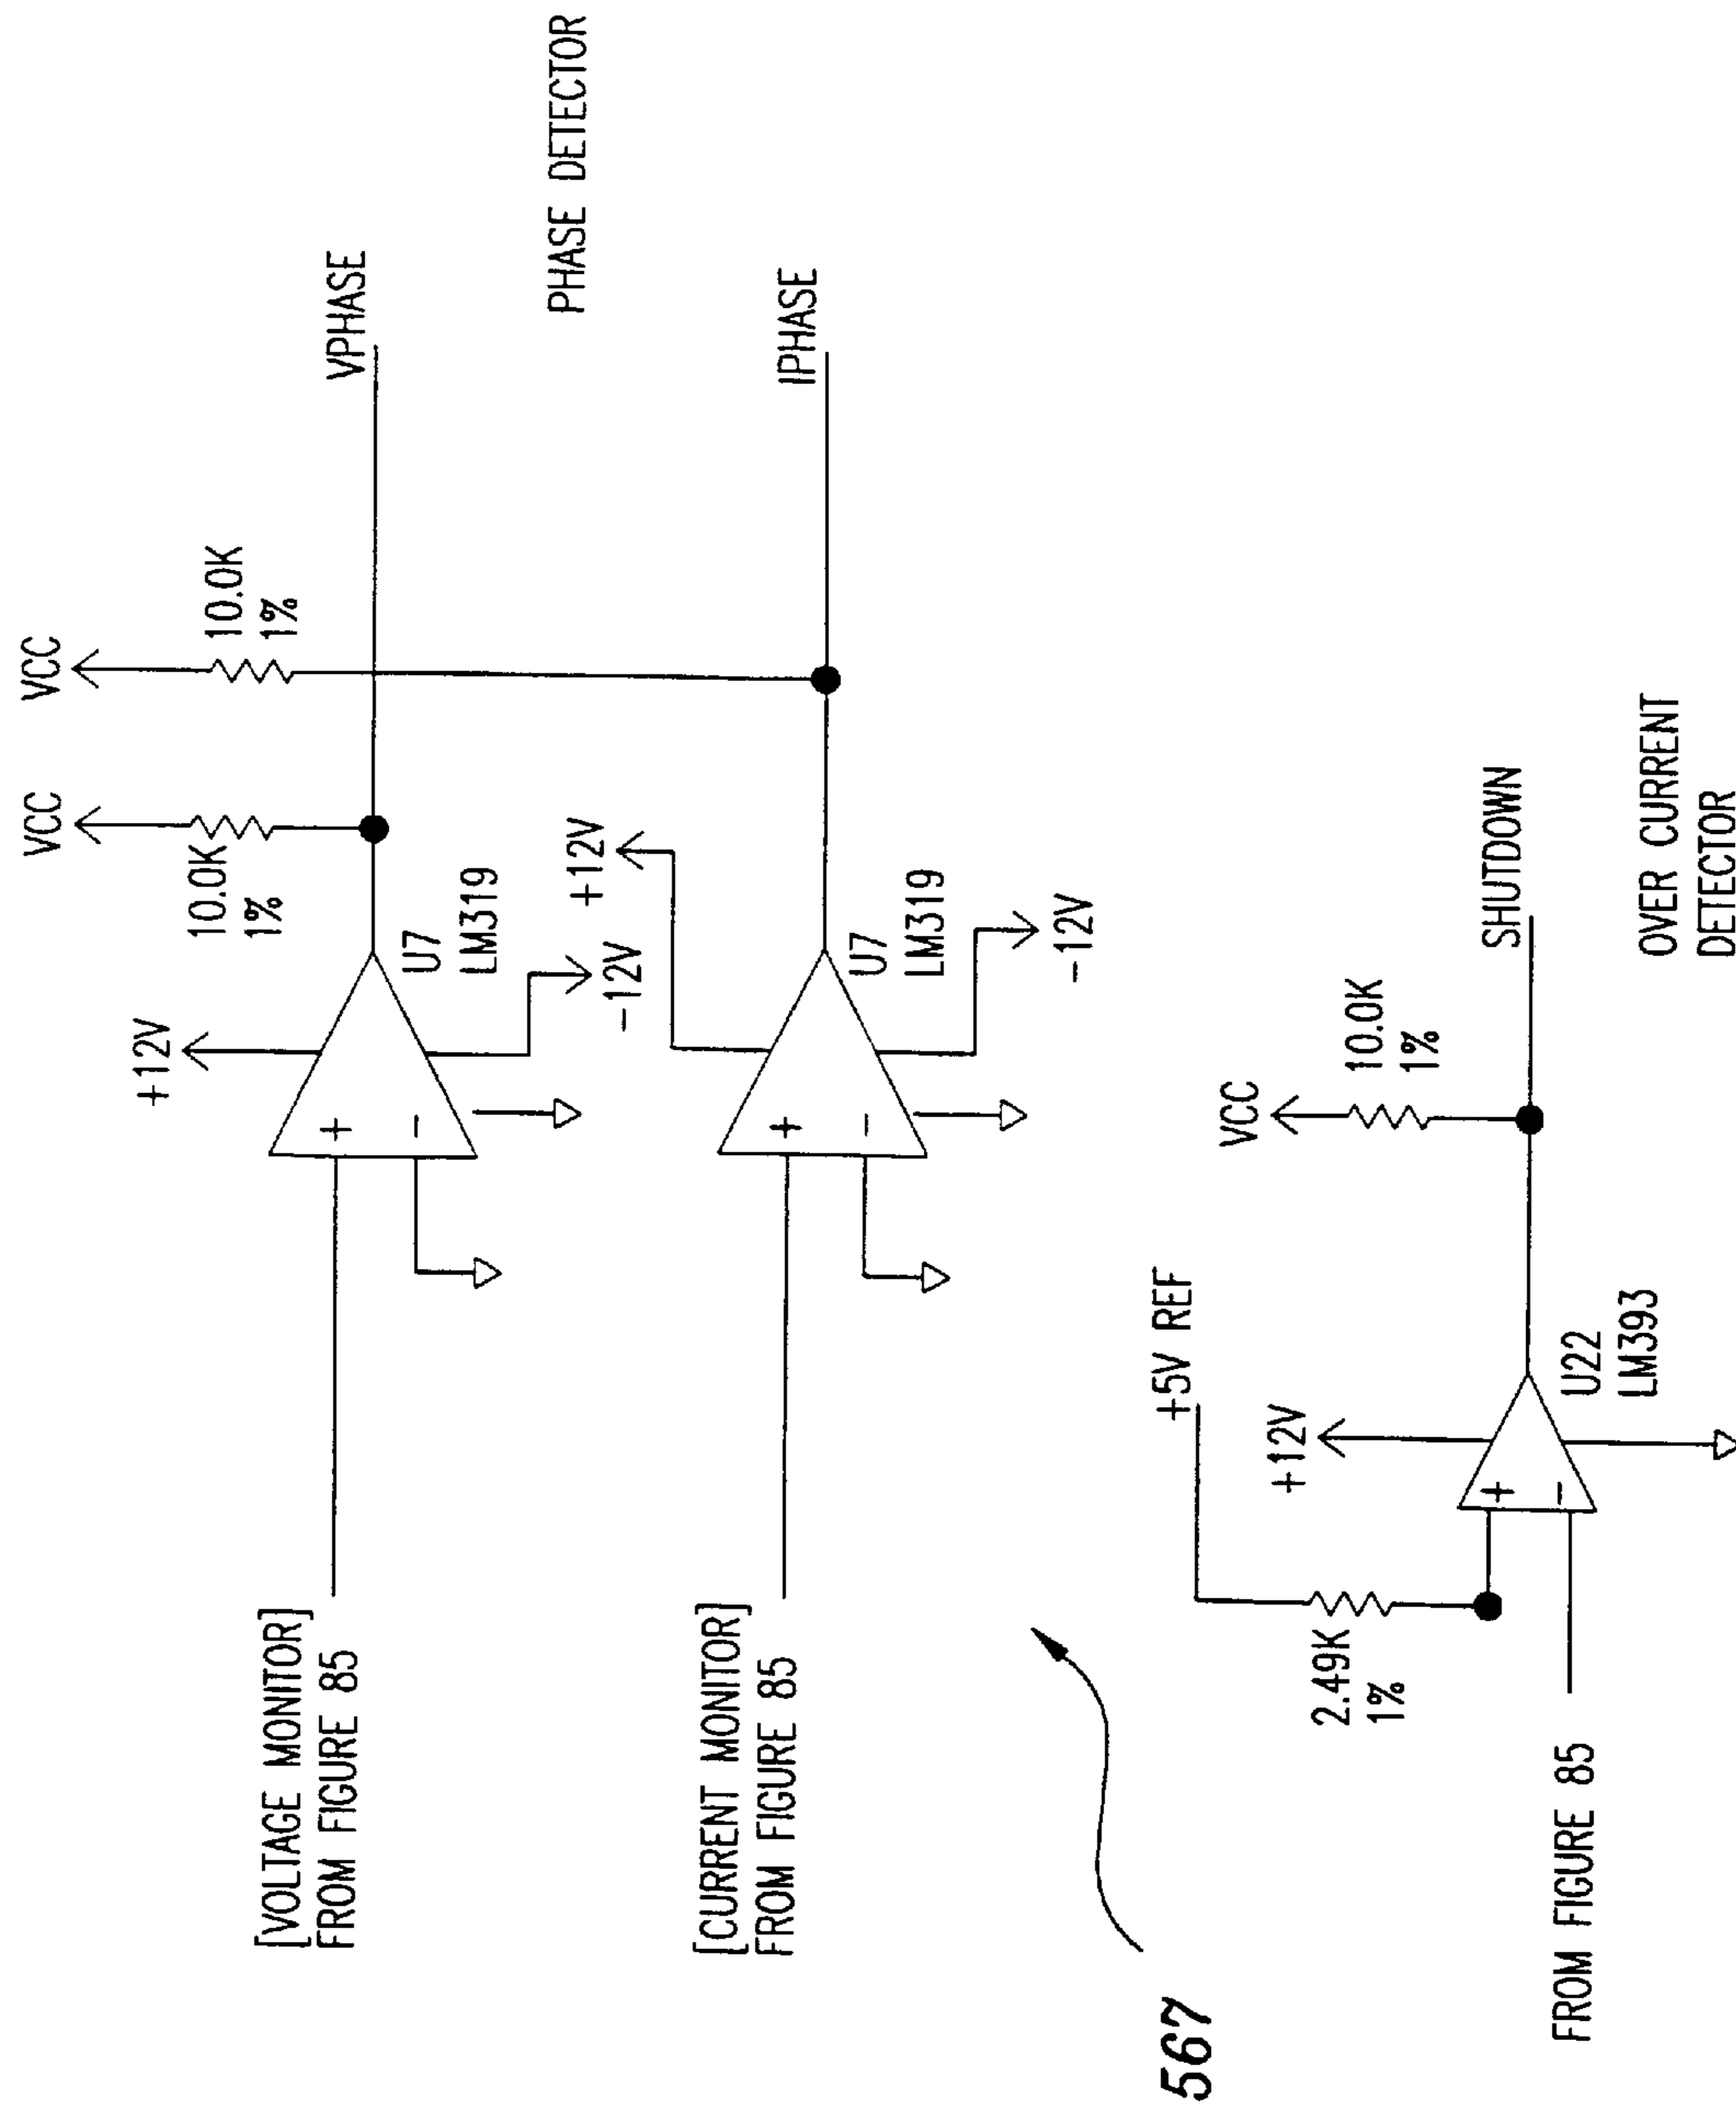 VCC
VCC
+12V
10.0K
1%
10.0K
1%
[VOLTAGE MONITOR]
FROM FIGURE 85
+
-
U7
LM319
VPHASE
-12V
PHASE DETECTOR
+12V
[CURRENT MONITOR]
FROM FIGURE 85
+
-
U7
LM319
IPHASE
-12V
567
+5V REF
VCC
+12V
10.0K
1%
2.49K
1%
+
-
U22
LM393
SHUTDOWN
FROM FIGURE 85
OVER CURRENT
DETECTOR